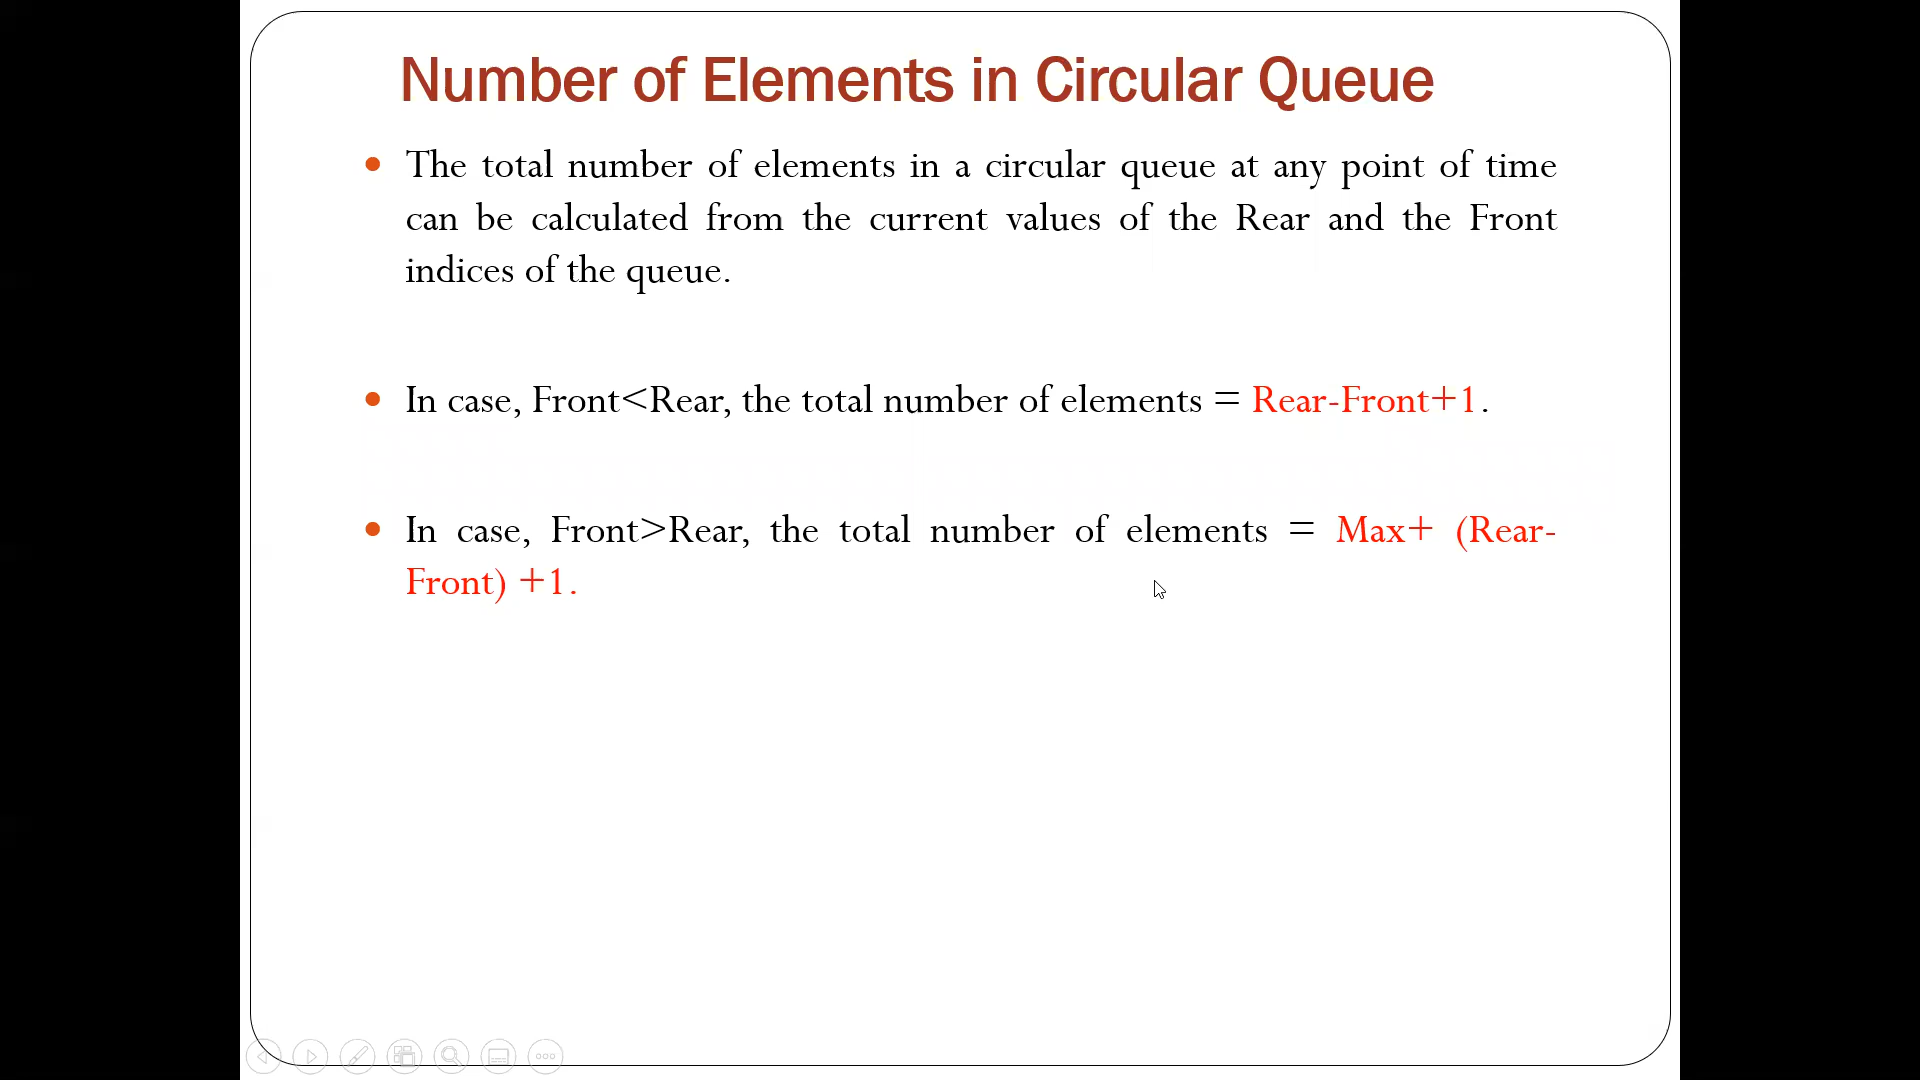 Number of Elements in Circular Queue
The total number of elements in a circular queue at any point of time
can be calculated from the current values of the Rear and the Front
indices of the queue.
In case, Front<Rear, the total number of elements = Rear-Front+1.
In case, Front>Rear, the total number of elements = Max+ (Rear-
Front) +1.